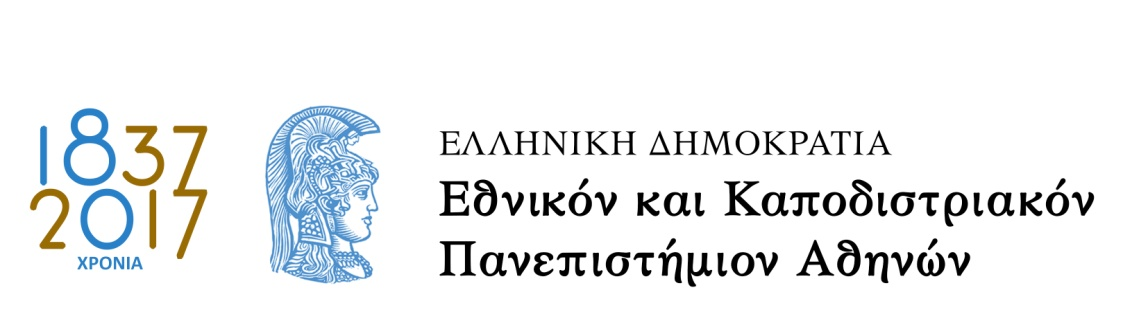 1837
2017
ΧΡΟΝΙΑ
ΕΛΛΗΝΙΚΗ ΔΗΜΟΚΡΑΤΙΑ
Εθνικόν και Καποδιστριακόν
Πανεπιστήμιον Αθηνών